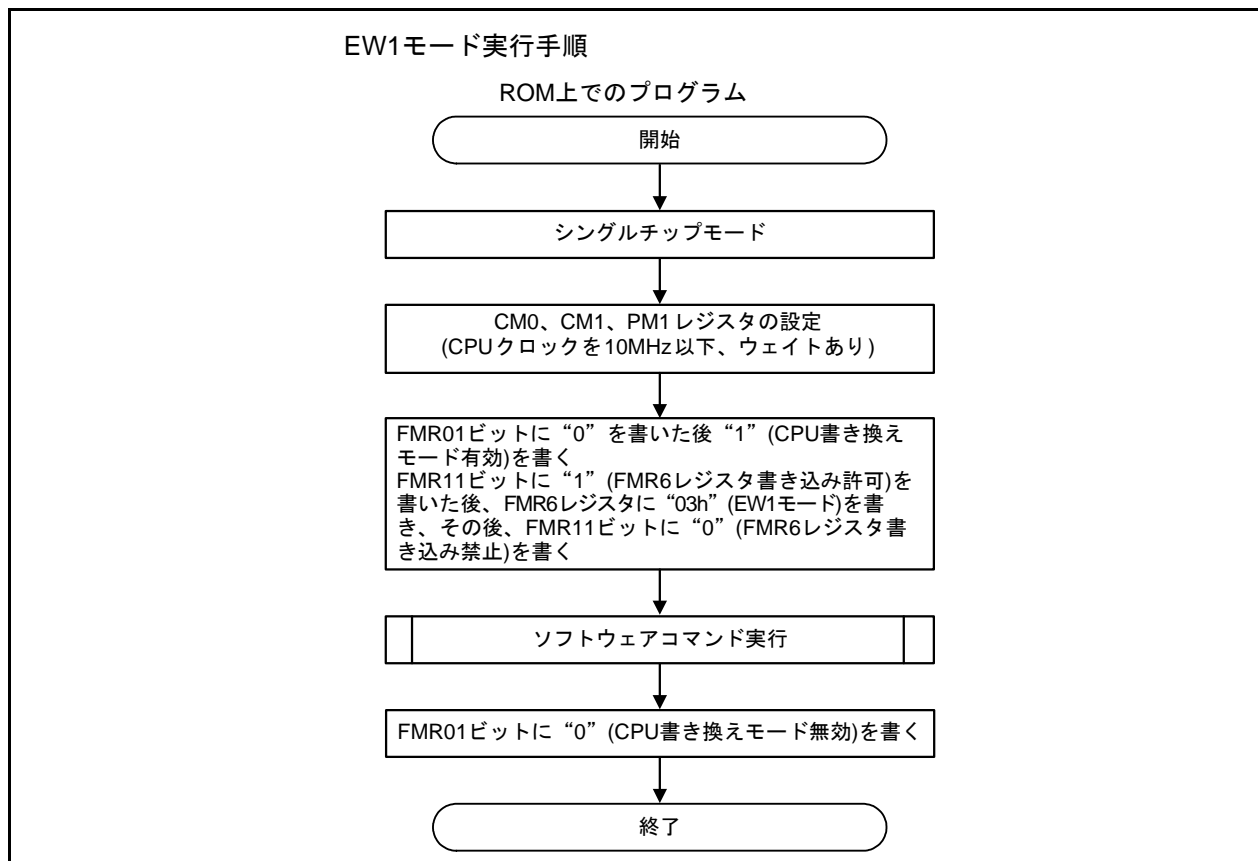 EW1モード実行手順
ROM上でのプログラム
開始
シングルチップモード
CM0、CM1、PM1レジスタの設定
(CPUクロックを10MHz以下、ウェイトあり)
FMR01ビットに“0”を書いた後“1”(CPU書き換え
モード有効)を書く
FMR11ビットに“1”(FMR6レジスタ書き込み許可)を
書いた後、FMR6レジスタに“03h”(EW1モード)を書
き、その後、FMR11ビットに“0”(FMR6レジスタ書
き込み禁止)を書く
ソフトウェアコマンド実行
FMR01ビットに“0”(CPU書き換えモード無効)を書く
終了